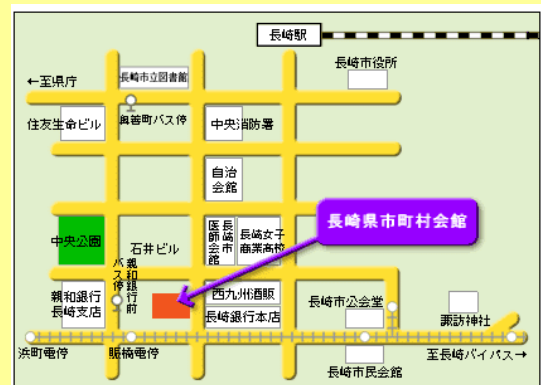 長崎駅
長崎市役所
←至県庁
長崎市立図書館
住友生命ビル
興善町バス停
中央消防署
自治
会館
長崎県市町村会館
中央公園
石井ビル
長崎市
医師会館
長崎女子
商業高校
親和銀行前
バス停
親和銀行
長崎支店
西九州酒販
長崎銀行本店
長崎市公会堂
諏訪神社
浜町電停
賑橋電停
長崎市民会館
至長崎バイパス→